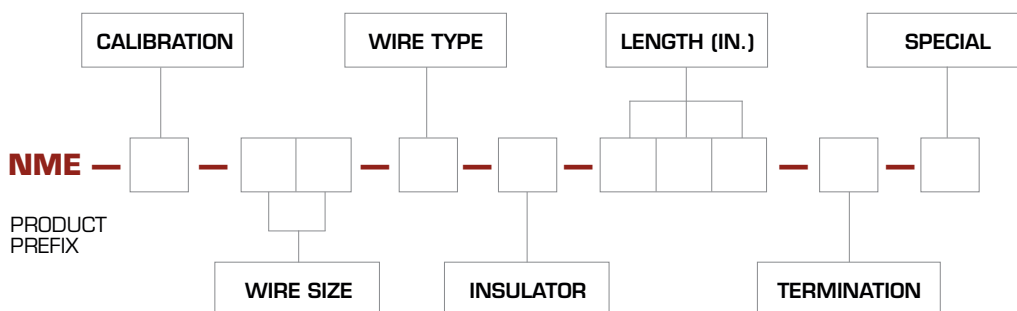 CALIBRATION
WIRE TYPE
LENGTH (IN.)
SPECIAL
NME — — — — — — —
PRODUCT
PREFIX
WIRE SIZE
INSULATOR
TERMINATION